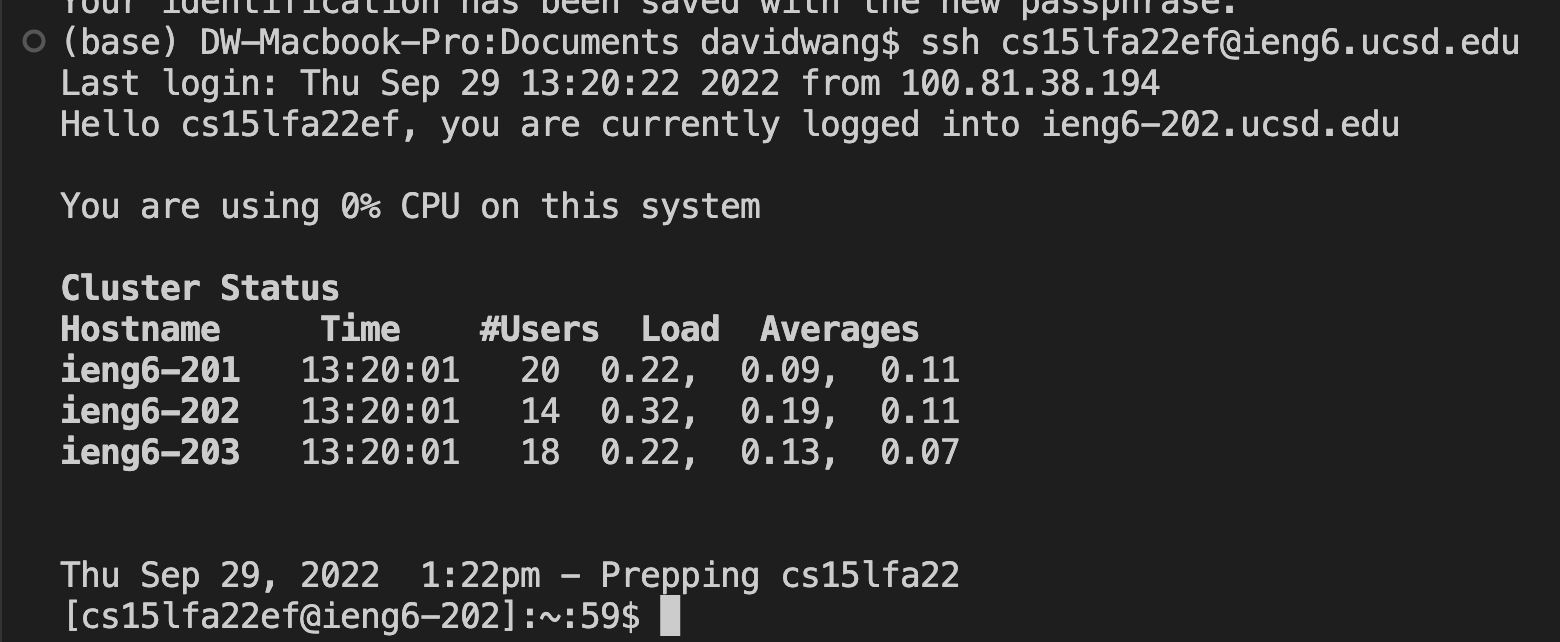 Your identification has been saved with the new passphrase.
(base) DW-Macbook-Pro:Documents davidwang$ ssh cs15lfa22ef@ieng6.ucsd.edu
Last login: Thu Sep 29 13:20:22 2022 from 100.81.38.194
Hello cs15lfa22ef, you are currently logged into ieng6-202.ucsd.edu
You are using 0% CPU on this system
Cluster Status
Hostname     Time    #Users  Load  Averages
ieng6-201   13:20:01   20  0.22,  0.09,  0.11
ieng6-202   13:20:01   14  0.32,  0.19,  0.11
ieng6-203   13:20:01   18  0.22,  0.13,  0.07
Thu Sep 29, 2022  1:22pm - Prepping cs15lfa22
[cs15lfa22ef@ieng6-202]:~:59$